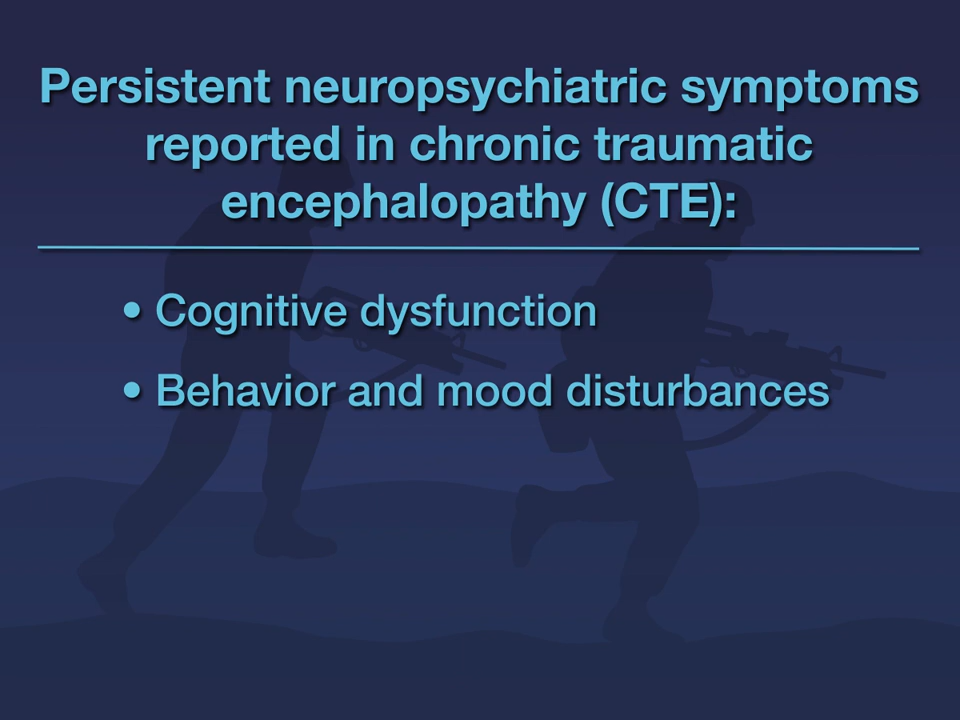 Persistent neuropsychiatric symptoms
reported in chronic traumatic
encephalopathy (CTE):
• Cognitive dysfunction
• Behavior and mood disturbances